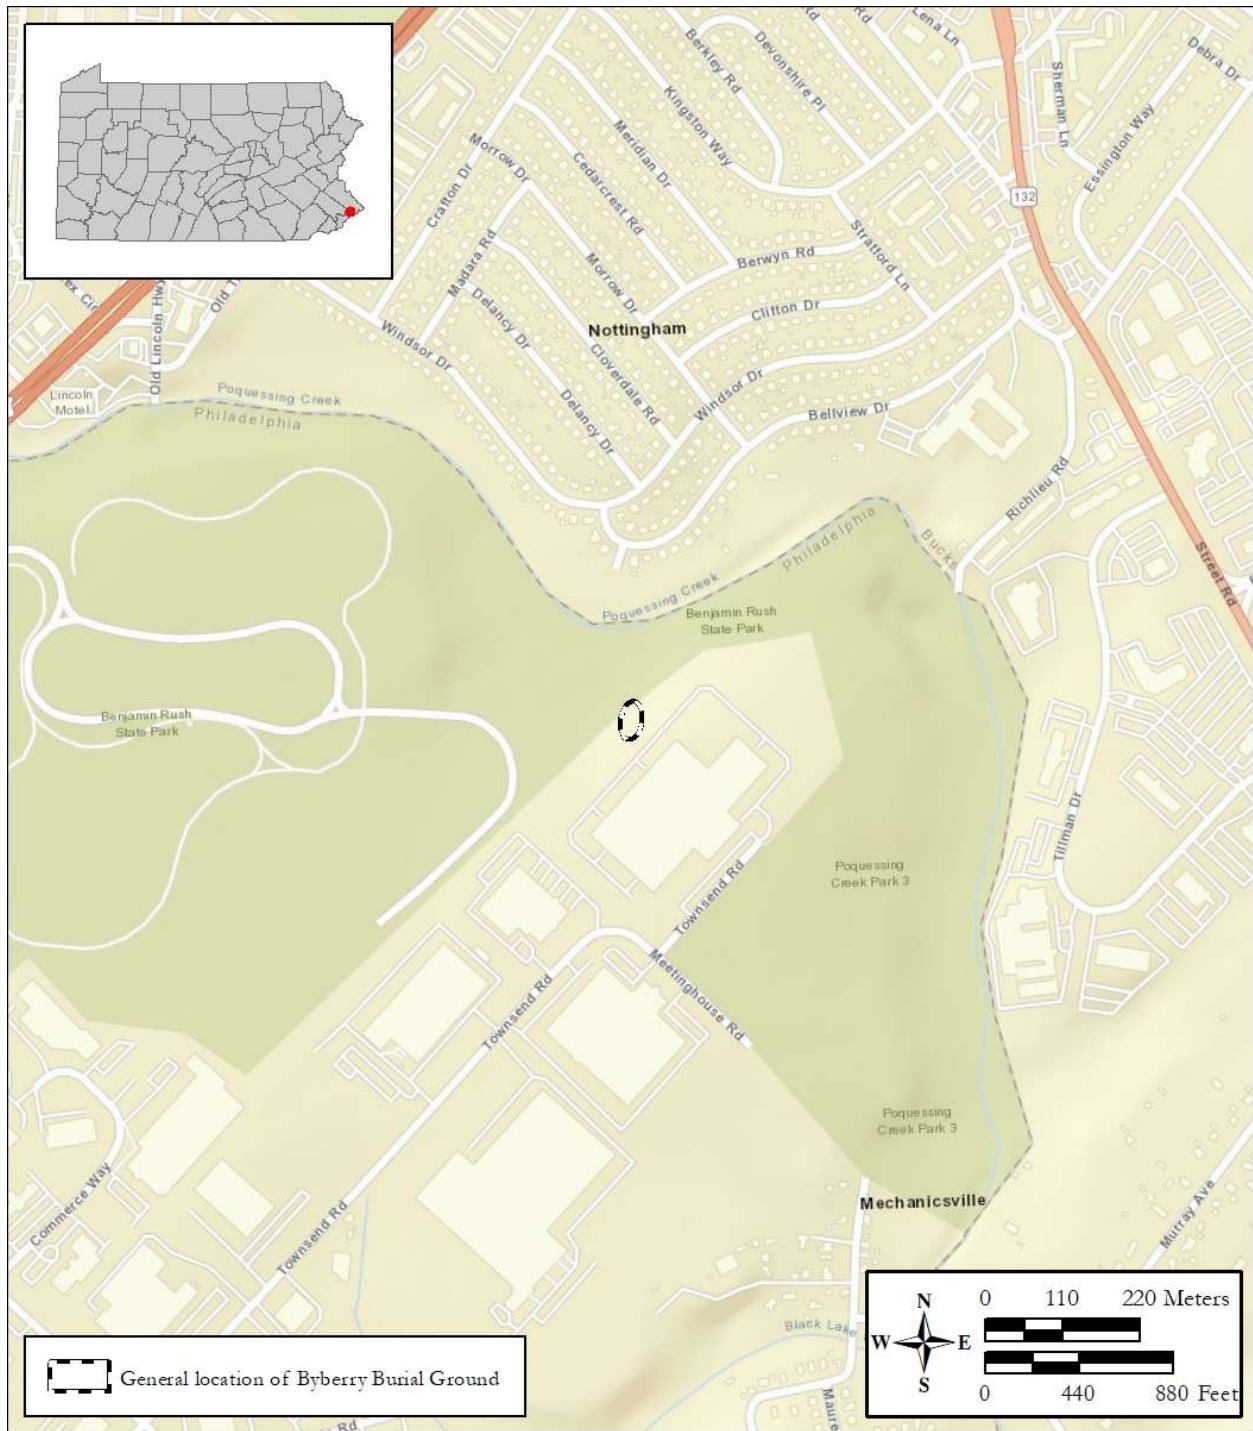 Berkley Rd
Devonshire Pl
Rd
Rd
Lena Ln
Sherman Ln
Debra Dr
Essington Way
Kingston Way
Meridian Dr
Morrow Dr
Cedarcrest Rd
Crafton Dr
132
Stratford Ln
Berwyn Rd
Madara Rd
Morrow Dr
Old Lincoln Hwy
Delancy Dr
Clifton Dr
Nottingham
Windsor Dr
Cloverdale Rd
Windsor Dr
Lincoln
Motel
Poquessing Creek
Philadelphia
Delancy Dr
Bellview Dr
Richlieu Rd
Philadelphia
Bucks
Street Rd
Poquessing Creek
Benjamin Rush
State Park
Benjamin Rush
State Park
Tillman Dr
Poquessing
Creek Park 3
Townsend Rd
Meetinghouse Rd
Townsend Rd
Poquessing
Creek Park 3
Commerce Way
Mechanicsville
Murray Ave
Townsend Rd
Black Lake
Rd
General location of Byberry Burial Ground
N
W E
S
0 110 220 Meters
0 440 880 Feet